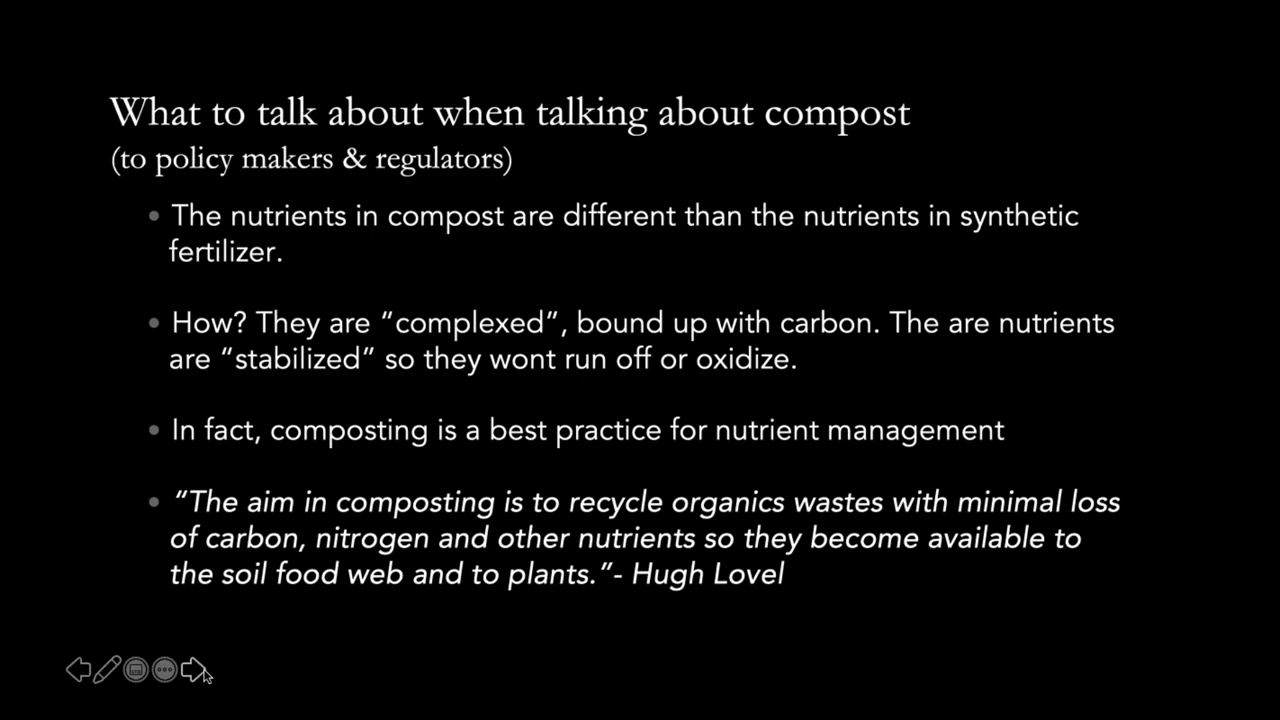 What to talk about when talking about compost
(to policy makers & regulators)
• The nutrients in compost are different than the nutrients in synthetic
fertilizer.
• How? They are “complexed”, bound up with carbon. The are nutrients
are “stabilized” so they wont run off or oxidize.
• In fact, composting is a best practice for nutrient management
• “The aim in composting is to recycle organics wastes with minimal loss
of carbon, nitrogen and other nutrients so they become available to
the soil food web and to plants.”- Hugh Lovel